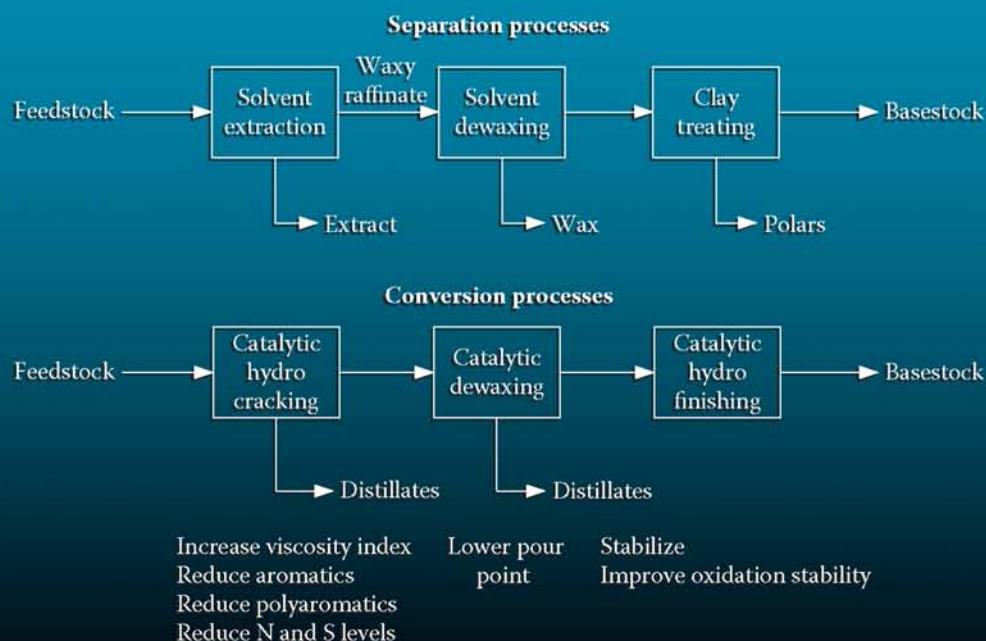 Separation processes
Feedstock
Solvent
extraction
Waxy
raffinate
Solvent
dewaxing
Clay
treating
Basestock
Extract
Wax
Polars
Conversion processes
Feedstock
Catalytic
hydro
cracking
Catalytic
dewaxing
Catalytic
hydro
finishing
Basestock
Distillates
Distillates
Increase viscosity index
Reduce aromatics
Reduce polyaromatics
Reduce N and S levels
Lower pour
point
Stabilize
Improve oxidation stability